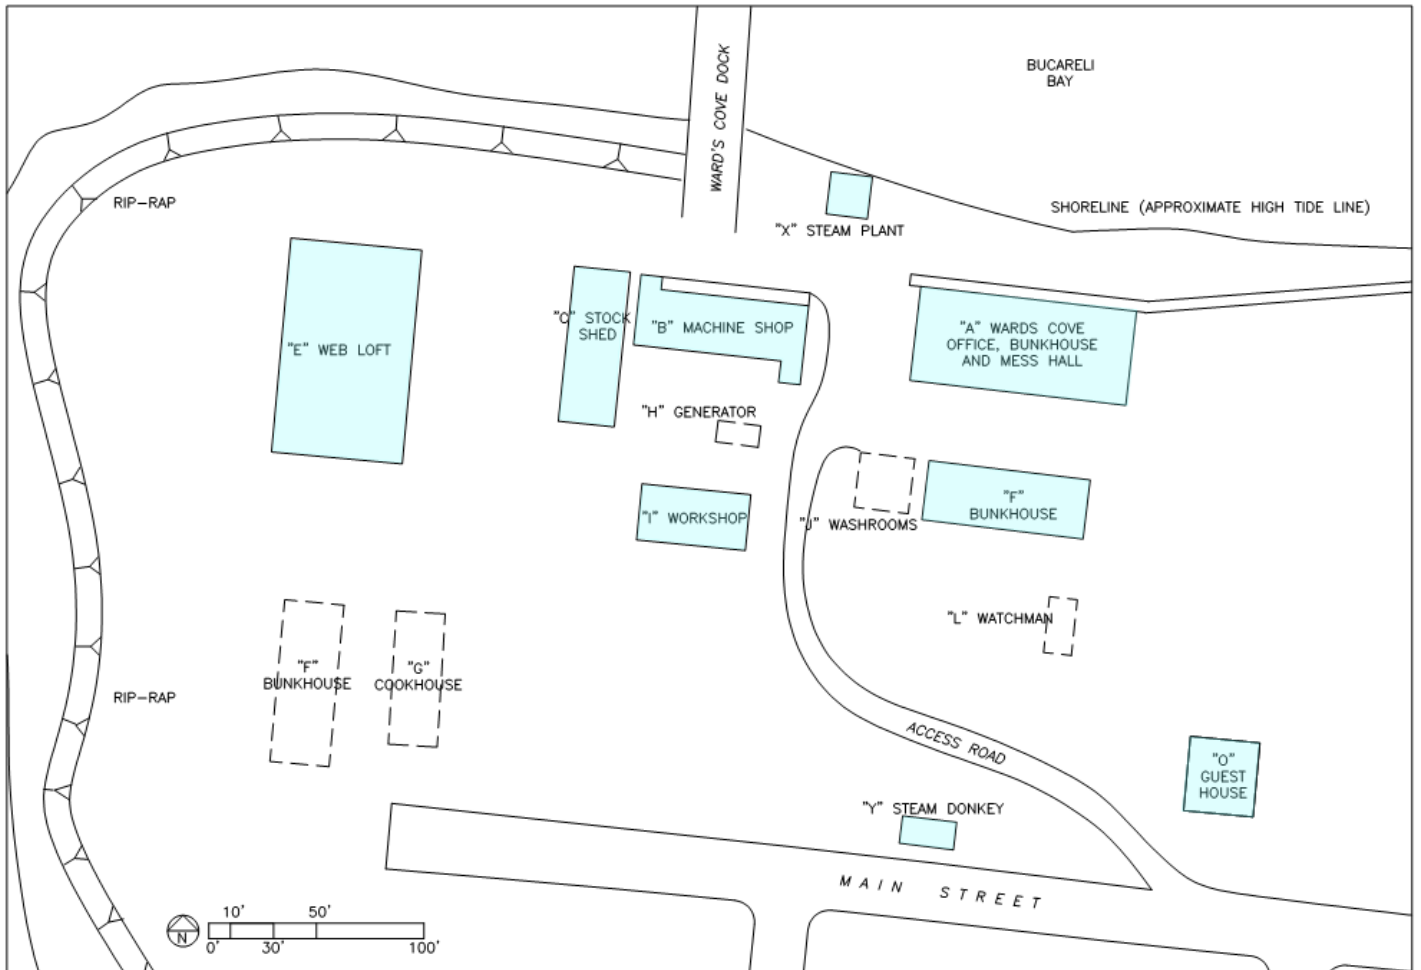 WARD'S COVE DOCK
BUCARELI
BAY
RIP-RAP
SHORELINE (APPROXIMATE HIGH TIDE LINE)
"X" STEAM PLANT
"C" STOCK
SHED
"B" MACHINE SHOP
"A" WARDS COVE
OFFICE, BUNKHOUSE
AND MESS HALL
"E" WEB LOFT
"H" GENERATOR
"F"
BUNKHOUSE
"I" WORKSHOP
"J" WASHROOMS
"L" WATCHMAN
"F"
BUNKHOUSE
"G"
COOKHOUSE
RIP-RAP
ACCESS ROAD
"O"
GUEST
HOUSE
"Y" STEAM DONKEY
MAIN STREET
N
10' 50'
0' 30' 100'